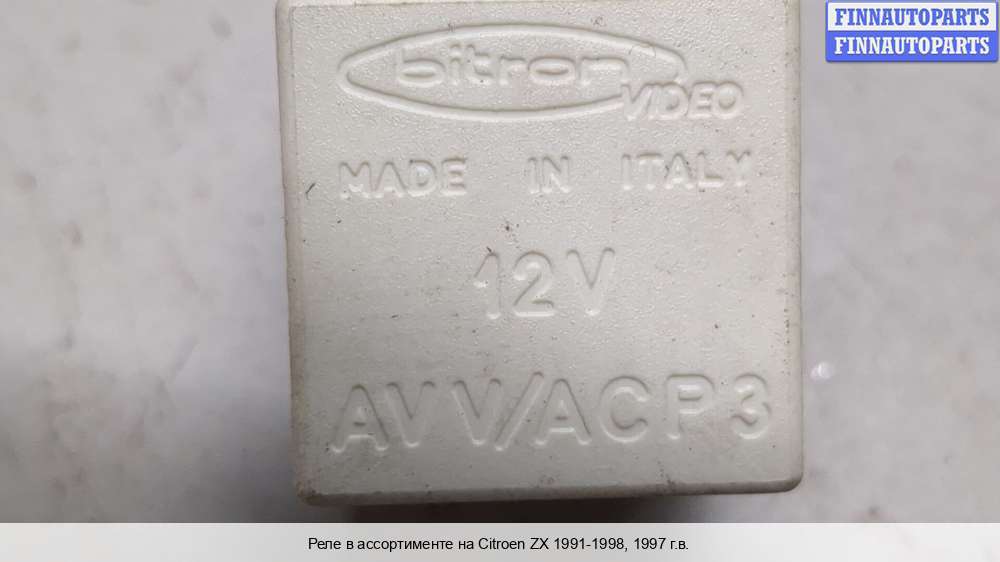 FINNAUTOPARTS
FINNAUTOPARTS
bitron
VIDEO
MADE IN ITALY
12V
AVV/ACP3
Реле в ассортименте на Citroen ZX 1991-1998, 1997 г.в.